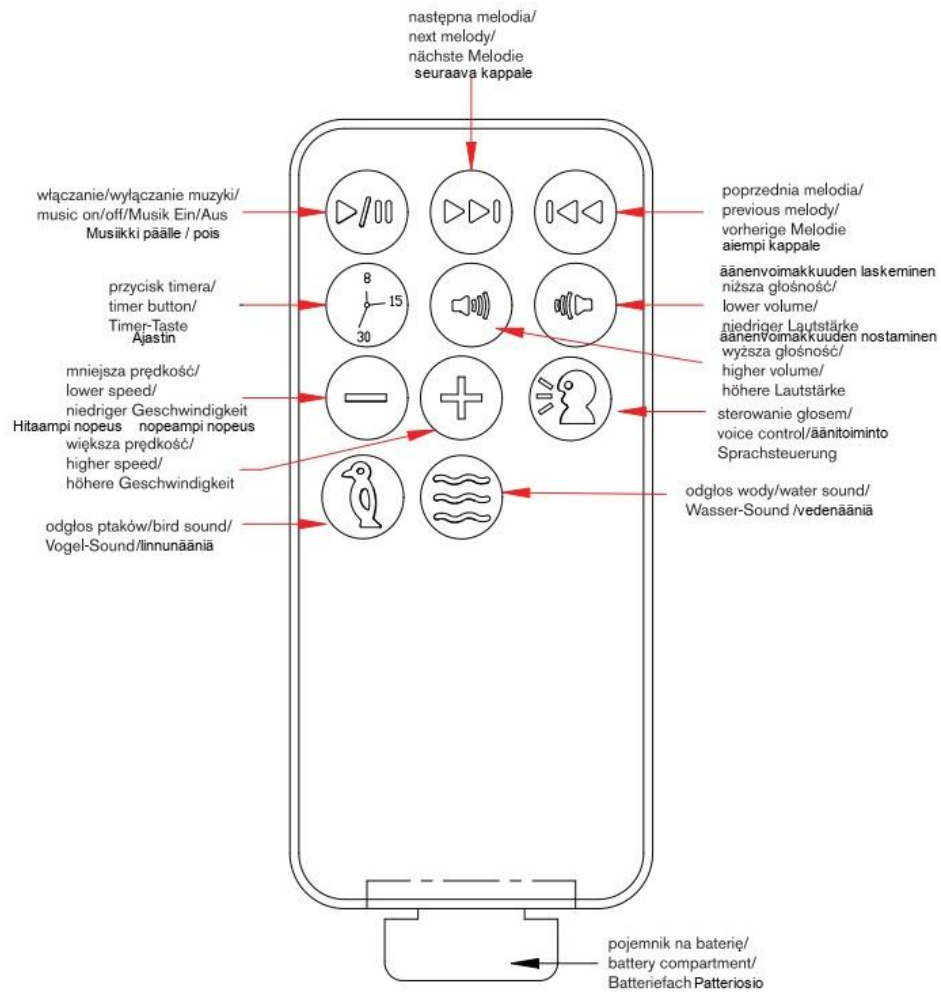 następna melodia/
next melody/
nächste Melodie
seuraava kappale
włączanie/wyłączanie muzyki/
music on/off/Musik Ein/Aus
Musiikki päälle / pois
poprzednia melodia/
previous melody/
vorherige Melodie
aiempi kappale
przycisk timera/
timer button/
Timer-Taste
Ajastin
8
15
30
äänenvoimakkuuden laskeminen
niższa głośność/
lower volume/
niedriger Lautstärke
äänenvoimakkuuden nostaminen
wyższa głośność/
higher volume/
höhere Lautstärke
mniejsza prędkość/
lower speed/
niedriger Geschwindigkeit
Hitaampi nopeus nopeampi nopeus
większa prędkość/
higher speed/
höhere Geschwindigkeit
sterowanie głosem/
voice control/äänitoiminto
Sprachsteuerung
odgłos ptaków/bird sound/
Vogel-Sound/linnunääniä
odgłos wody/water sound/
Wasser-Sound /vedenääniä
pojemnik na baterię/
battery compartment/
Batteriefach Patteriosio